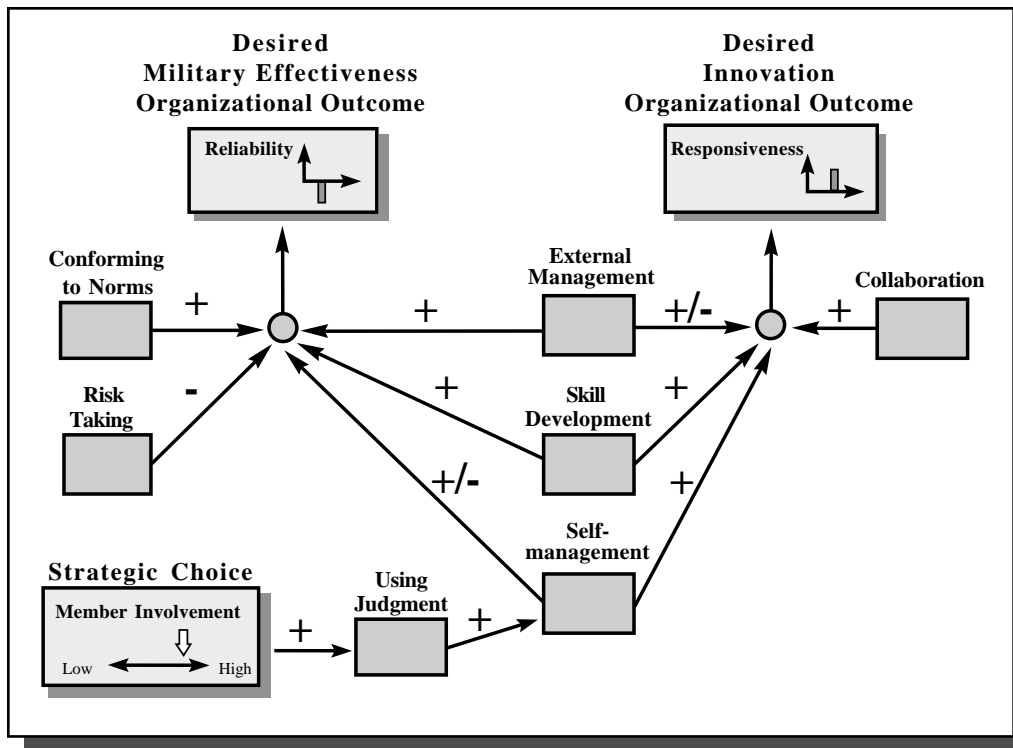 Desired
Military Effectiveness
Organizational Outcome
Desired
Innovation
Organizational Outcome
Reliability
Responsiveness
Conforming
to Norms
External
Management
Collaboration
+
+
+/-
+
Risk
Taking
-
+
Skill
Development
+
+/-
+
Self-
management
Strategic Choice
Member Involvement
Low
High
+
Using
Judgment
+